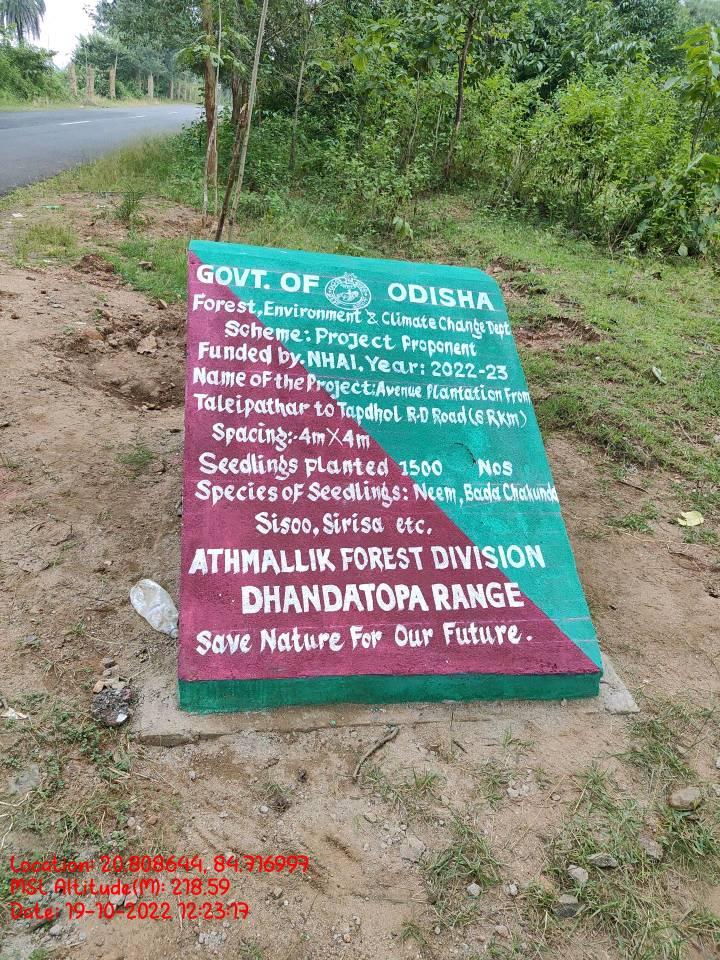 GOVT. OF ODISHA
Forest, Environment & Climate Change Dept
Scheme: Project Proponent
Funded by. NHAI. Year: 2022-23
Name of the Project: Avenue Plantation From
Taleipathar to Tapdhol R.D Road (6 Rkm)
Spacing:- 4m X 4m
Seedlings Planted 1500 Nos
Species of Seedlings: Neem, Bada Chakunda
Sisoo, Sirisa etc.
ATHMALLIK FOREST DIVISION
DHANDATOPA RANGE
Save Nature For Our Future.
Location: 20.808644, 84.716997
MSL Altitude(M): 218.59
Date: 19-10-2022 12:23:17